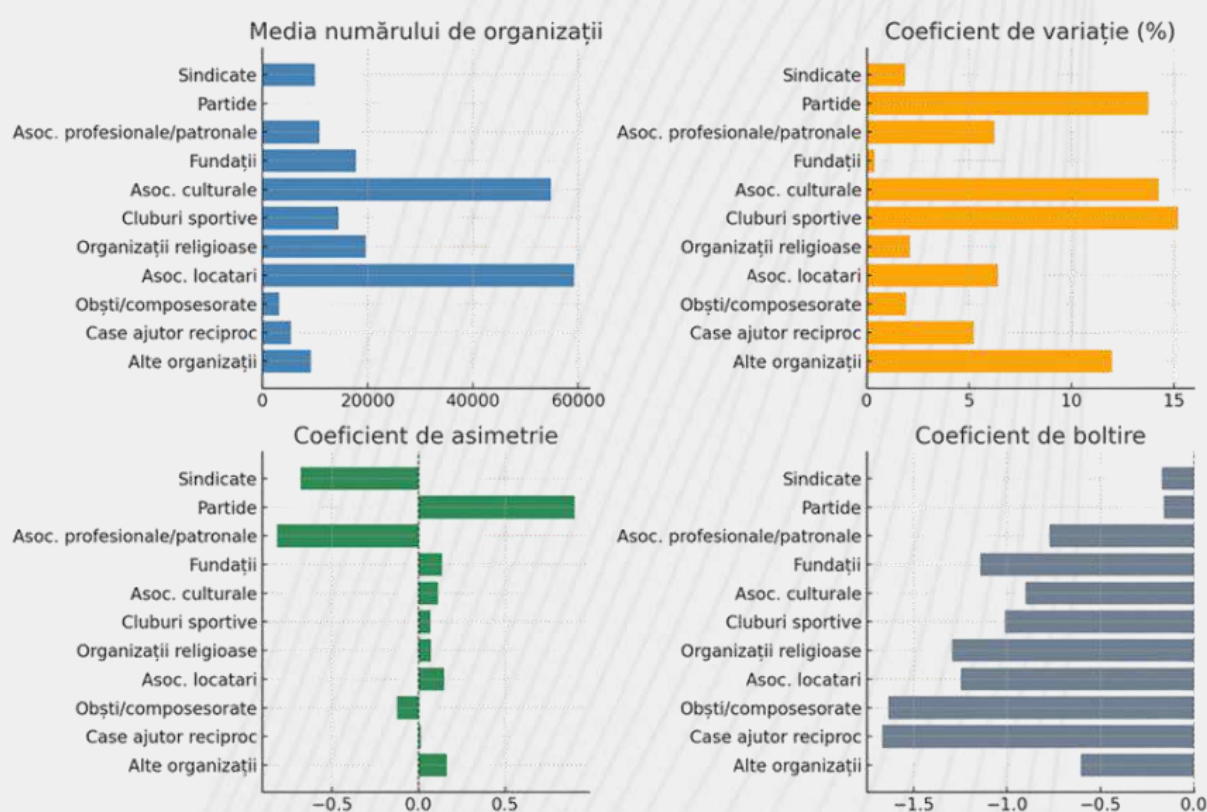 Media numărului de organizații
Sindicate
Partide
Asoc. profesionale/patronale
Fundații
Asoc. culturale
Cluburi sportive
Organizații religioase
Asoc. locatari
Obști/composesorate
Case ajutor reciproc
Alte organizații
0 20000 40000 60000
Coeficient de variație (%)
Sindicate
Partide
Asoc. profesionale/patronale
Fundații
Asoc. culturale
Cluburi sportive
Organizații religioase
Asoc. locatari
Obști/composesorate
Case ajutor reciproc
Alte organizații
0 5 10 15
Coeficient de asimetrie
Sindicate
Partide
Asoc. profesionale/patronale
Fundații
Asoc. culturale
Cluburi sportive
Organizații religioase
Asoc. locatari
Obști/composesorate
Case ajutor reciproc
Alte organizații
−0.5 0.0 0.5
Coeficient de boltire
Sindicate
Partide
Asoc. profesionale/patronale
Fundații
Asoc. culturale
Cluburi sportive
Organizații religioase
Asoc. locatari
Obști/composesorate
Case ajutor reciproc
Alte organizații
−1.5 −1.0 −0.5 0.0